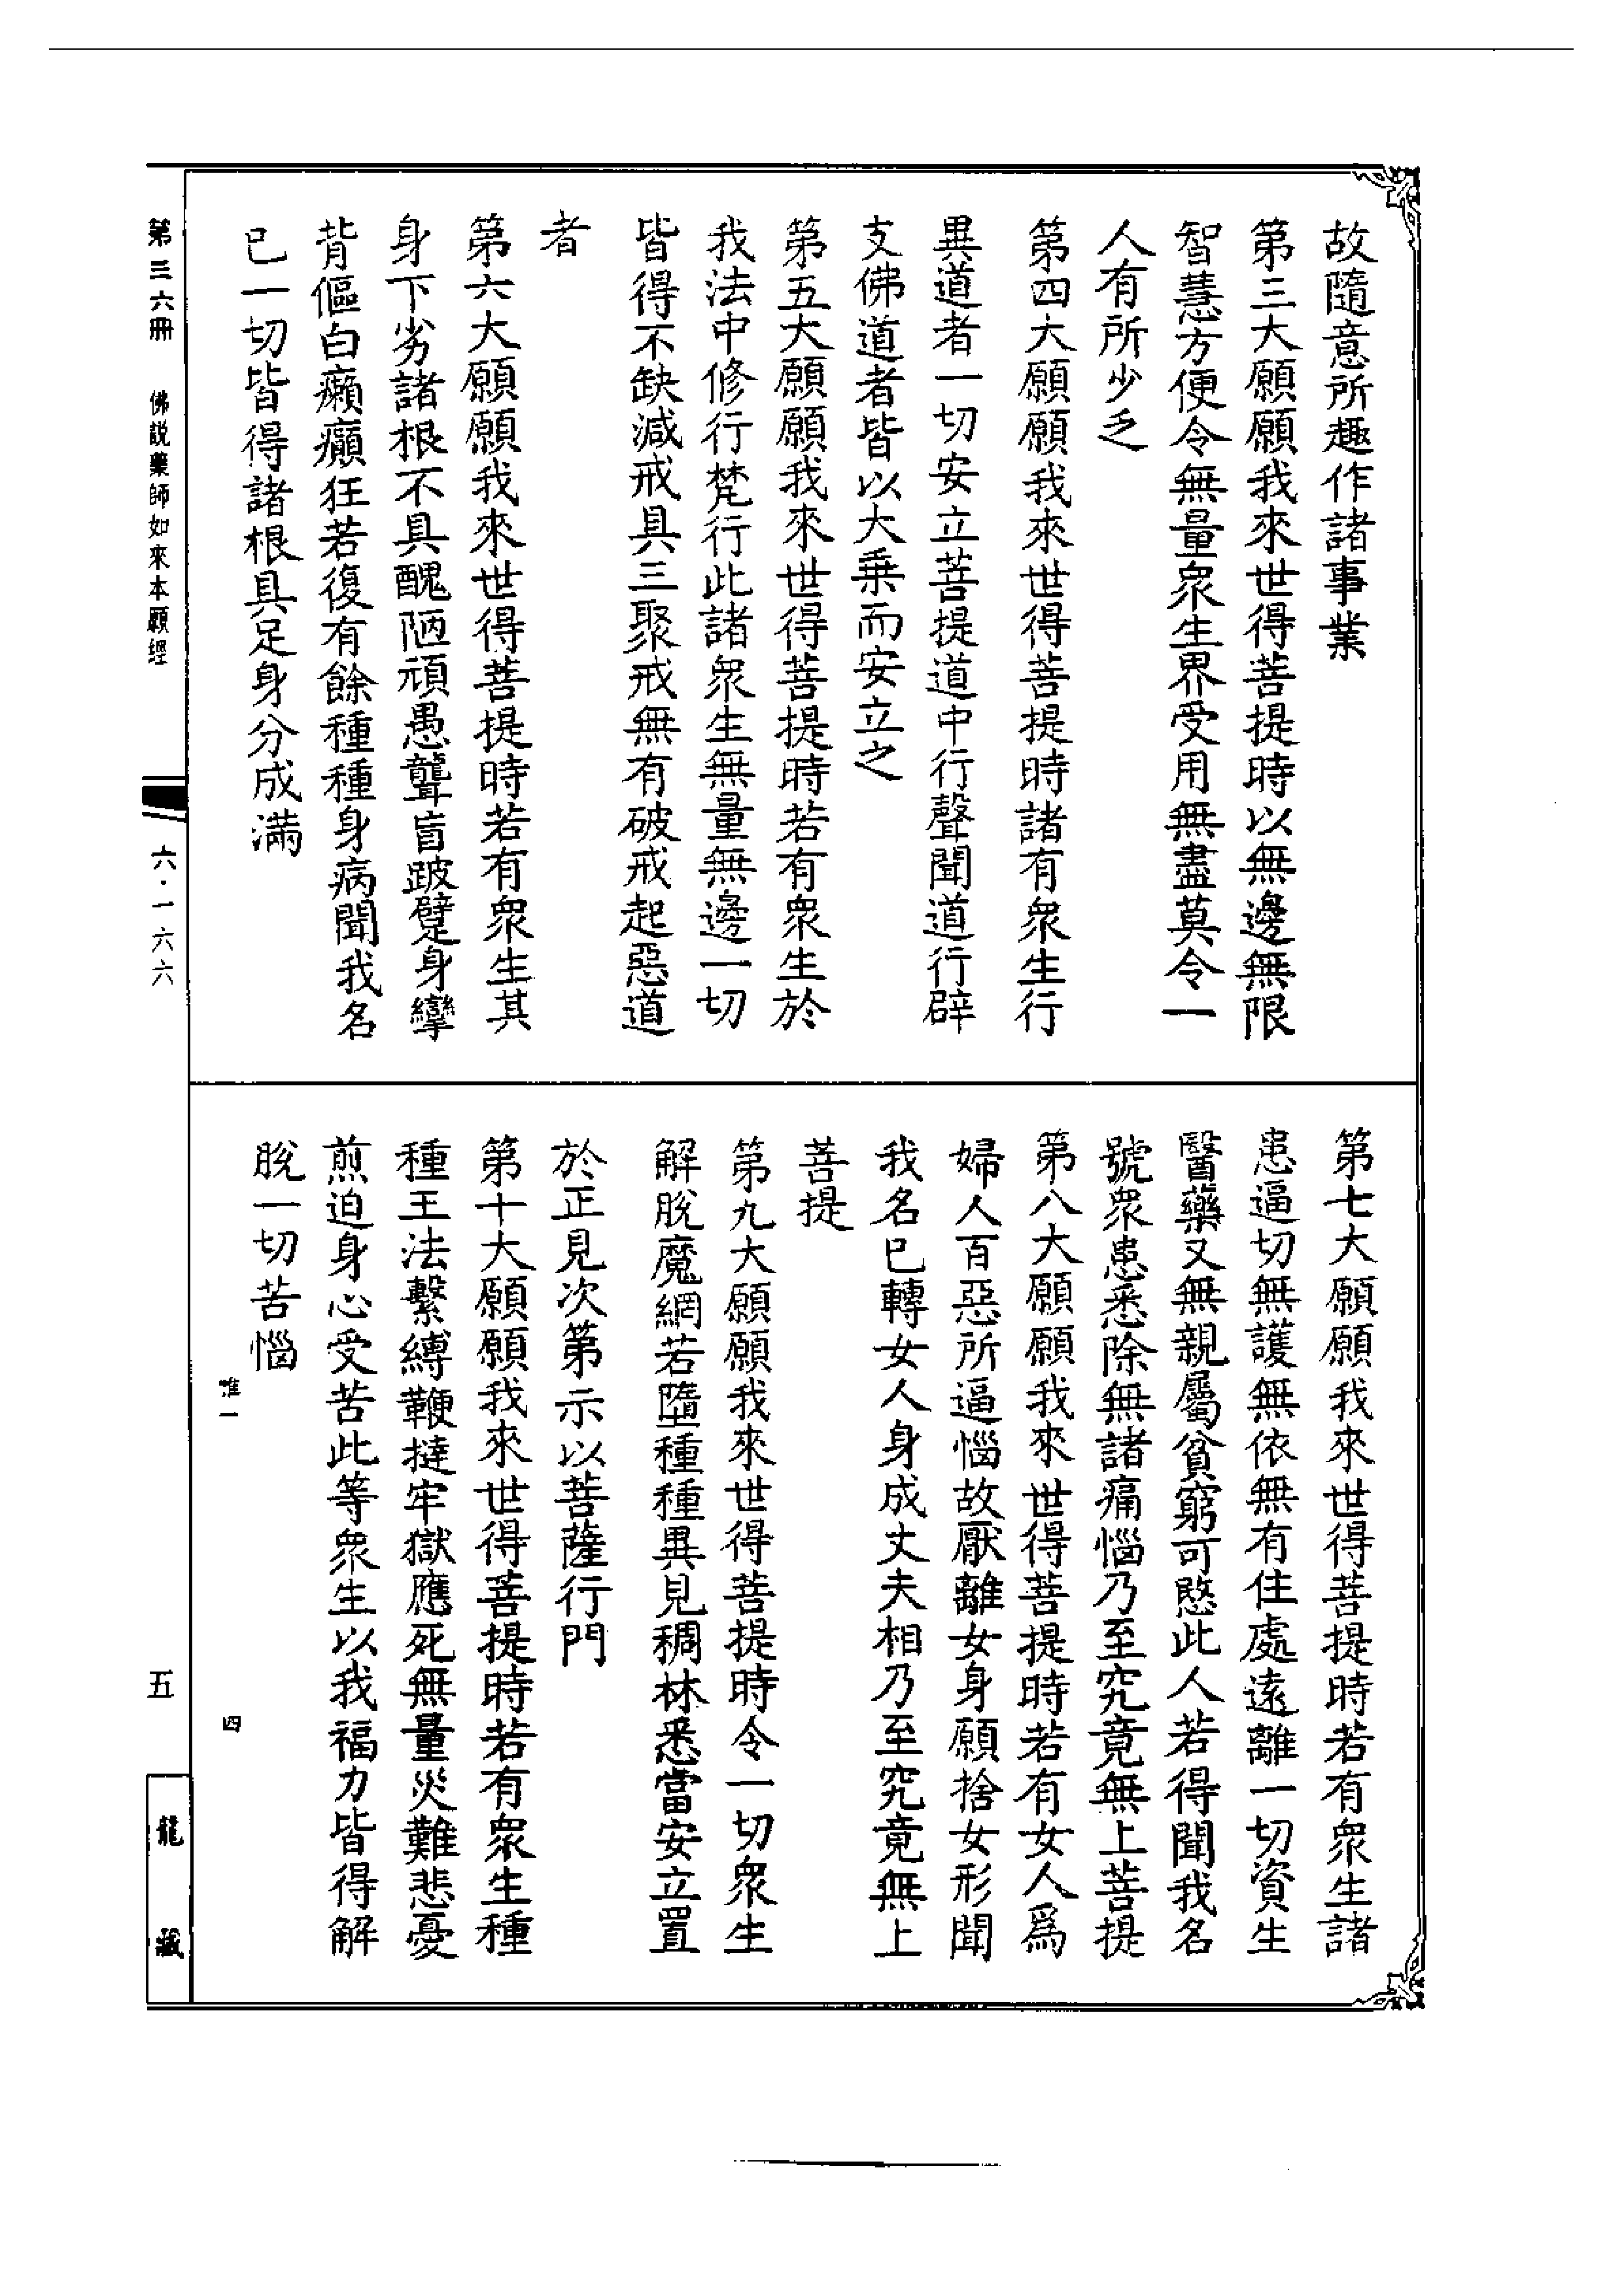 故隨意所趣作諸事業
第三大願願我來世得菩提時以無邊無限
智慧方便令無量眾生界受用無盡莫令一
人有所少乏
第四大願願我來世得菩提時諸有眾生行
異道者一切安立菩提道中行聲聞道行辟
支佛道者皆以大乘而安立之
第五大願願我來世得菩提時若有眾生於
我法中修行梵行此諸眾生無量無邊一切
皆得不缺減戒具三聚戒無有破戒起惡道
者
第六大願願我來世得菩提時若有眾生其
身下劣諸根不具醜陋頑愚聾盲跛躄身攣
背傴白癩癲狂若復有餘種種身病聞我名
已一切皆得諸根具足身分成滿
第七大願願我來世得菩提時若有眾生諸
患逼切無護無依無有住處遠離一切資生
醫藥又無親屬貧窮可愍此人若得聞我名
號眾患悉除無諸痛惱乃至究竟無上菩提
第八大願願我來世得菩提時若有女人為
婦人百惡所逼惱故厭離女身願捨女形聞
我名已轉女人身成丈夫相乃至究竟無上
菩提
第九大願願我來世得菩提時令一切眾生
解脫魔網若墮種種異見稠林悉當安立置
於正見次第示以菩薩行門
第十大願願我來世得菩提時若有眾生種
種王法繫縛鞭撻牢獄應死無量災難悲憂
煎迫身心受苦此等眾生以我福力皆得解
脫一切苦惱
惟一 四
第三六冊 佛說藥師如來本願經 六·一六六 五 龍藏